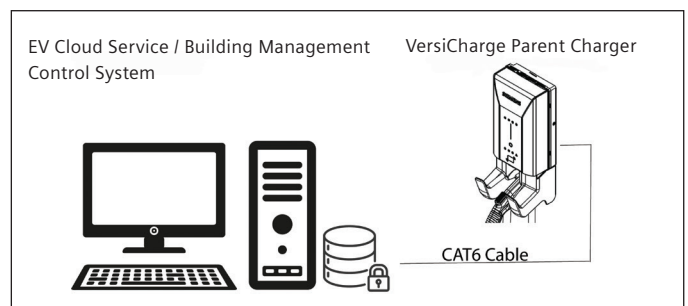 EV Cloud Service / Building Management
Control System
VersiCharge Parent Charger
CAT6 Cable